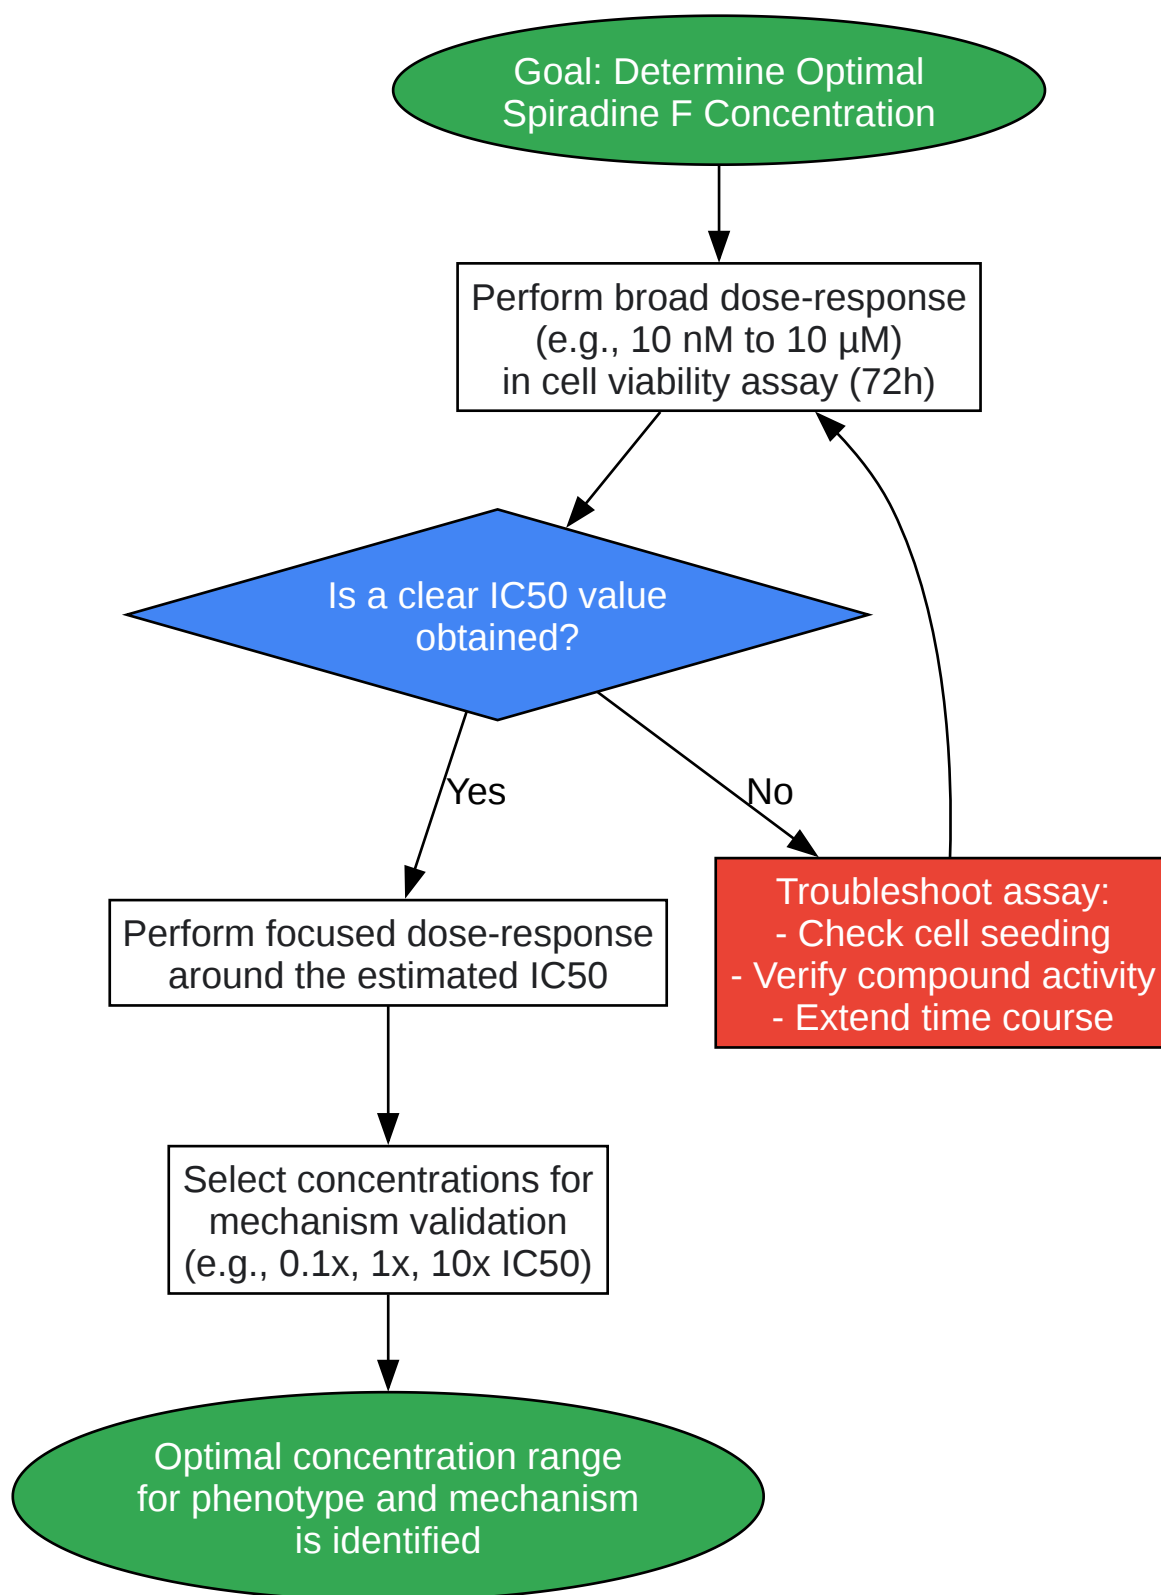 Goal: Determine Optimal
Spiradine F Concentration
Perform broad dose-response
(e.g., 10 nM to 10 µM)
in cell viability assay (72h)
Is a clear IC50 value
obtained?
Yes
No
Troubleshoot assay:
- Check cell seeding
- Verify compound activity
- Extend time course
Perform focused dose-response
around the estimated IC50
Select concentrations for
mechanism validation
(e.g., 0.1x, 1x, 10x IC50)
Optimal concentration range
for phenotype and mechanism
is identified